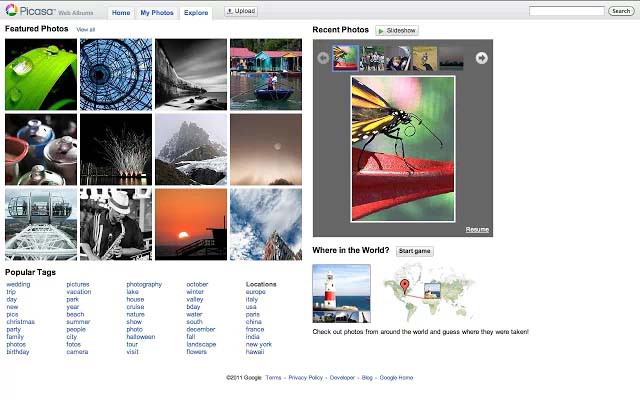 Picasa™ Web Albums Home My Photos Explore Upload Search
Featured Photos View all
Recent Photos Slideshow
Resume
Where in the World? Start game
Check out photos from around the world and guess where they were taken!
Popular Tags
wedding pictures photography october Locations
trip vacation lake winter europe
day park house valley italy
new year cruise bday usa
pics beach nature water paris
christmas summer show south china
party people photo december france
family city halloween fall india
photos fotos tour landscape new york
birthday camera visit flowers hawaii
©2011 Google Terms - Privacy Policy - Developer - Blog - Google Home